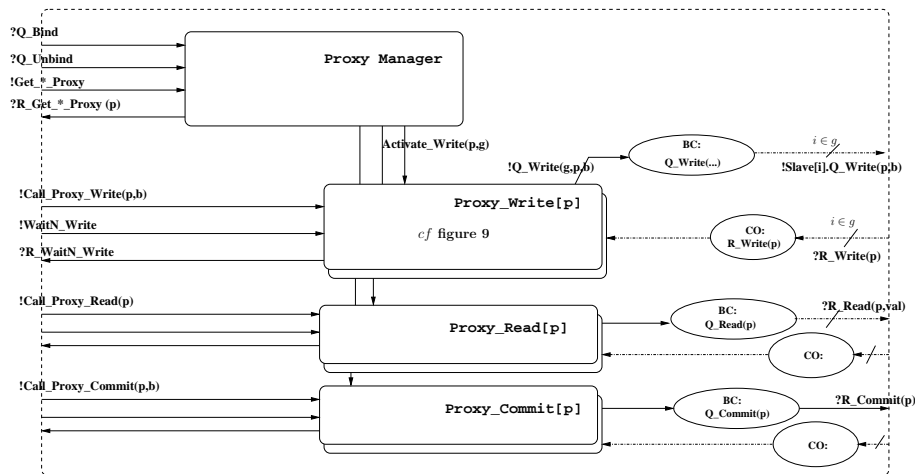 ?Q_Bind
?Q_Unbind
!Get_*_Proxy
?R_Get_*_Proxy (p)
Proxy Manager
Activate_Write(p,g)
!Q_Write(g,p,b)
BC:
Q_Write(...)
i ∈ g
!Slave[i].Q_Write(p,b)
!Call_Proxy_Write(p,b)
!WaitN_Write
?R_WaitN_Write
Proxy_Write[p]
cf figure 9
CO:
R_Write(p)
i ∈ g
?R_Write(p)
!Call_Proxy_Read(p)
Proxy_Read[p]
BC:
Q_Read(p)
?R_Read(p,val)
CO:
!Call_Proxy_Commit(p,b)
Proxy_Commit[p]
BC:
Q_Commit(p)
?R_Commit(p)
CO: